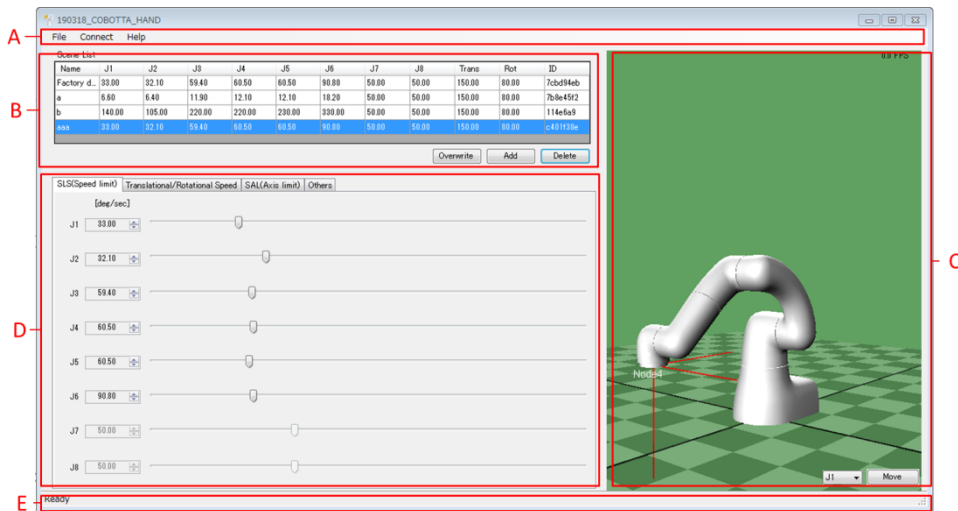 190318_COBOTTA_HAND
A
File Connect Help
Scene List
0.0 FPS
Name J1 J2 J3 J4 J5 J6 J7 J8 Trans Rot ID
Factory d... 33.00 32.10 59.40 60.50 60.50 90.80 50.00 50.00 150.00 80.00 7cbd94eb
a 6.60 6.40 11.90 12.10 12.10 18.20 50.00 50.00 150.00 80.00 7b8e45f2
B
b 140.00 105.00 220.00 220.00 230.00 330.00 50.00 50.00 150.00 80.00 114e6a9
aaa 33.00 32.10 59.40 60.50 60.50 90.80 50.00 50.00 150.00 80.00 c401f38e
Overwrite Add Delete
SLS(Speed limit) Translational/Rotational Speed SAL(Axis limit) Others
[deg/sec]
J1 33.00
J2 32.10
C
J3 59.40
D
J4 60.50
J5 60.50
Node4
J6 90.80
J7 50.00
J8 50.00
J1 Move
E
Ready